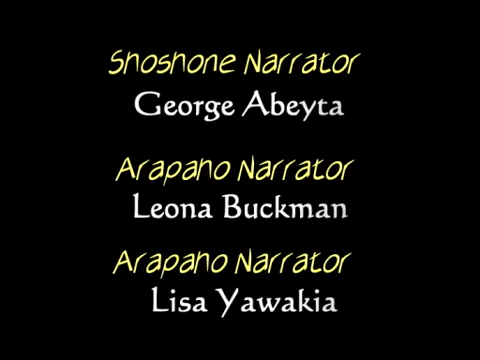 Shoshone Narrator
George Abeyta
Arapaho Narrator
Leona Buckman
Arapaho Narrator
Lisa Yawakia